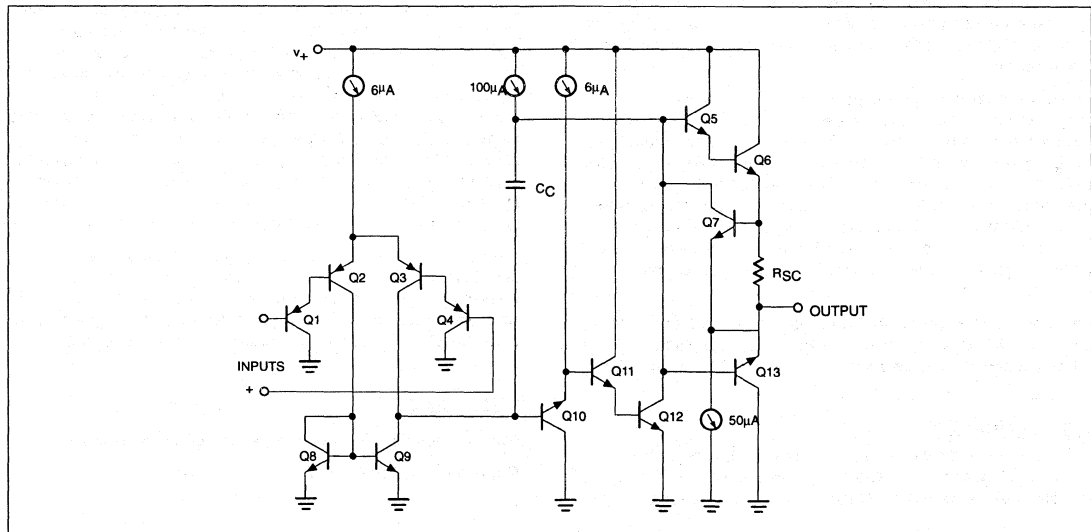 V+
6µA
100µA
6µA
Q5
Q6
CC
Q7
Q2
Q3
RSC
Q1
Q4
OUTPUT
INPUTS
+
Q11
Q13
Q10
Q12
50µA
Q8
Q9